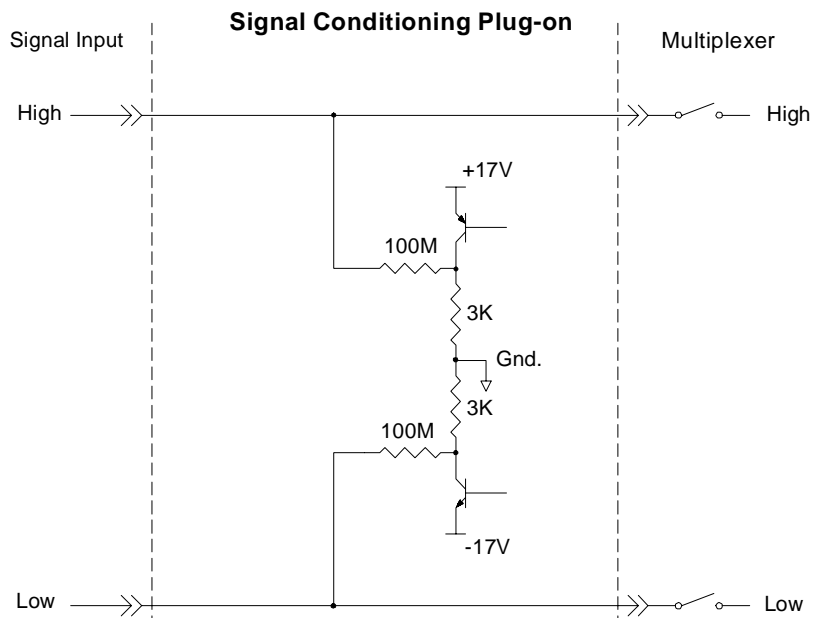 Signal Conditioning Plug-on
Signal Input
Multiplexer
High
High
+17V
100M
3K
Gnd.
3K
100M
-17V
Low
Low